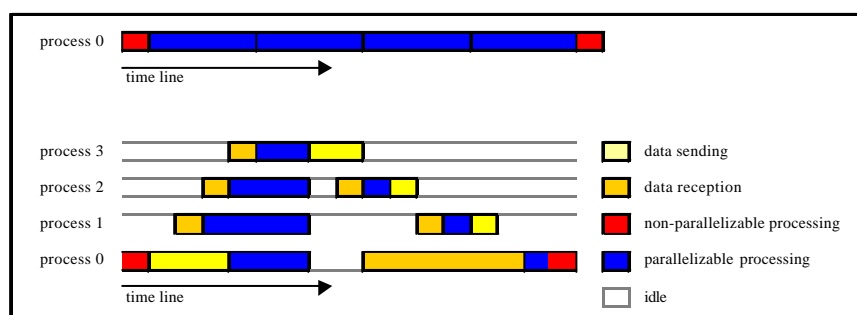 process 0
time line
process 3
data sending
process 2
data reception
process 1
non-parallelizable processing
process 0
parallelizable processing
time line
idle